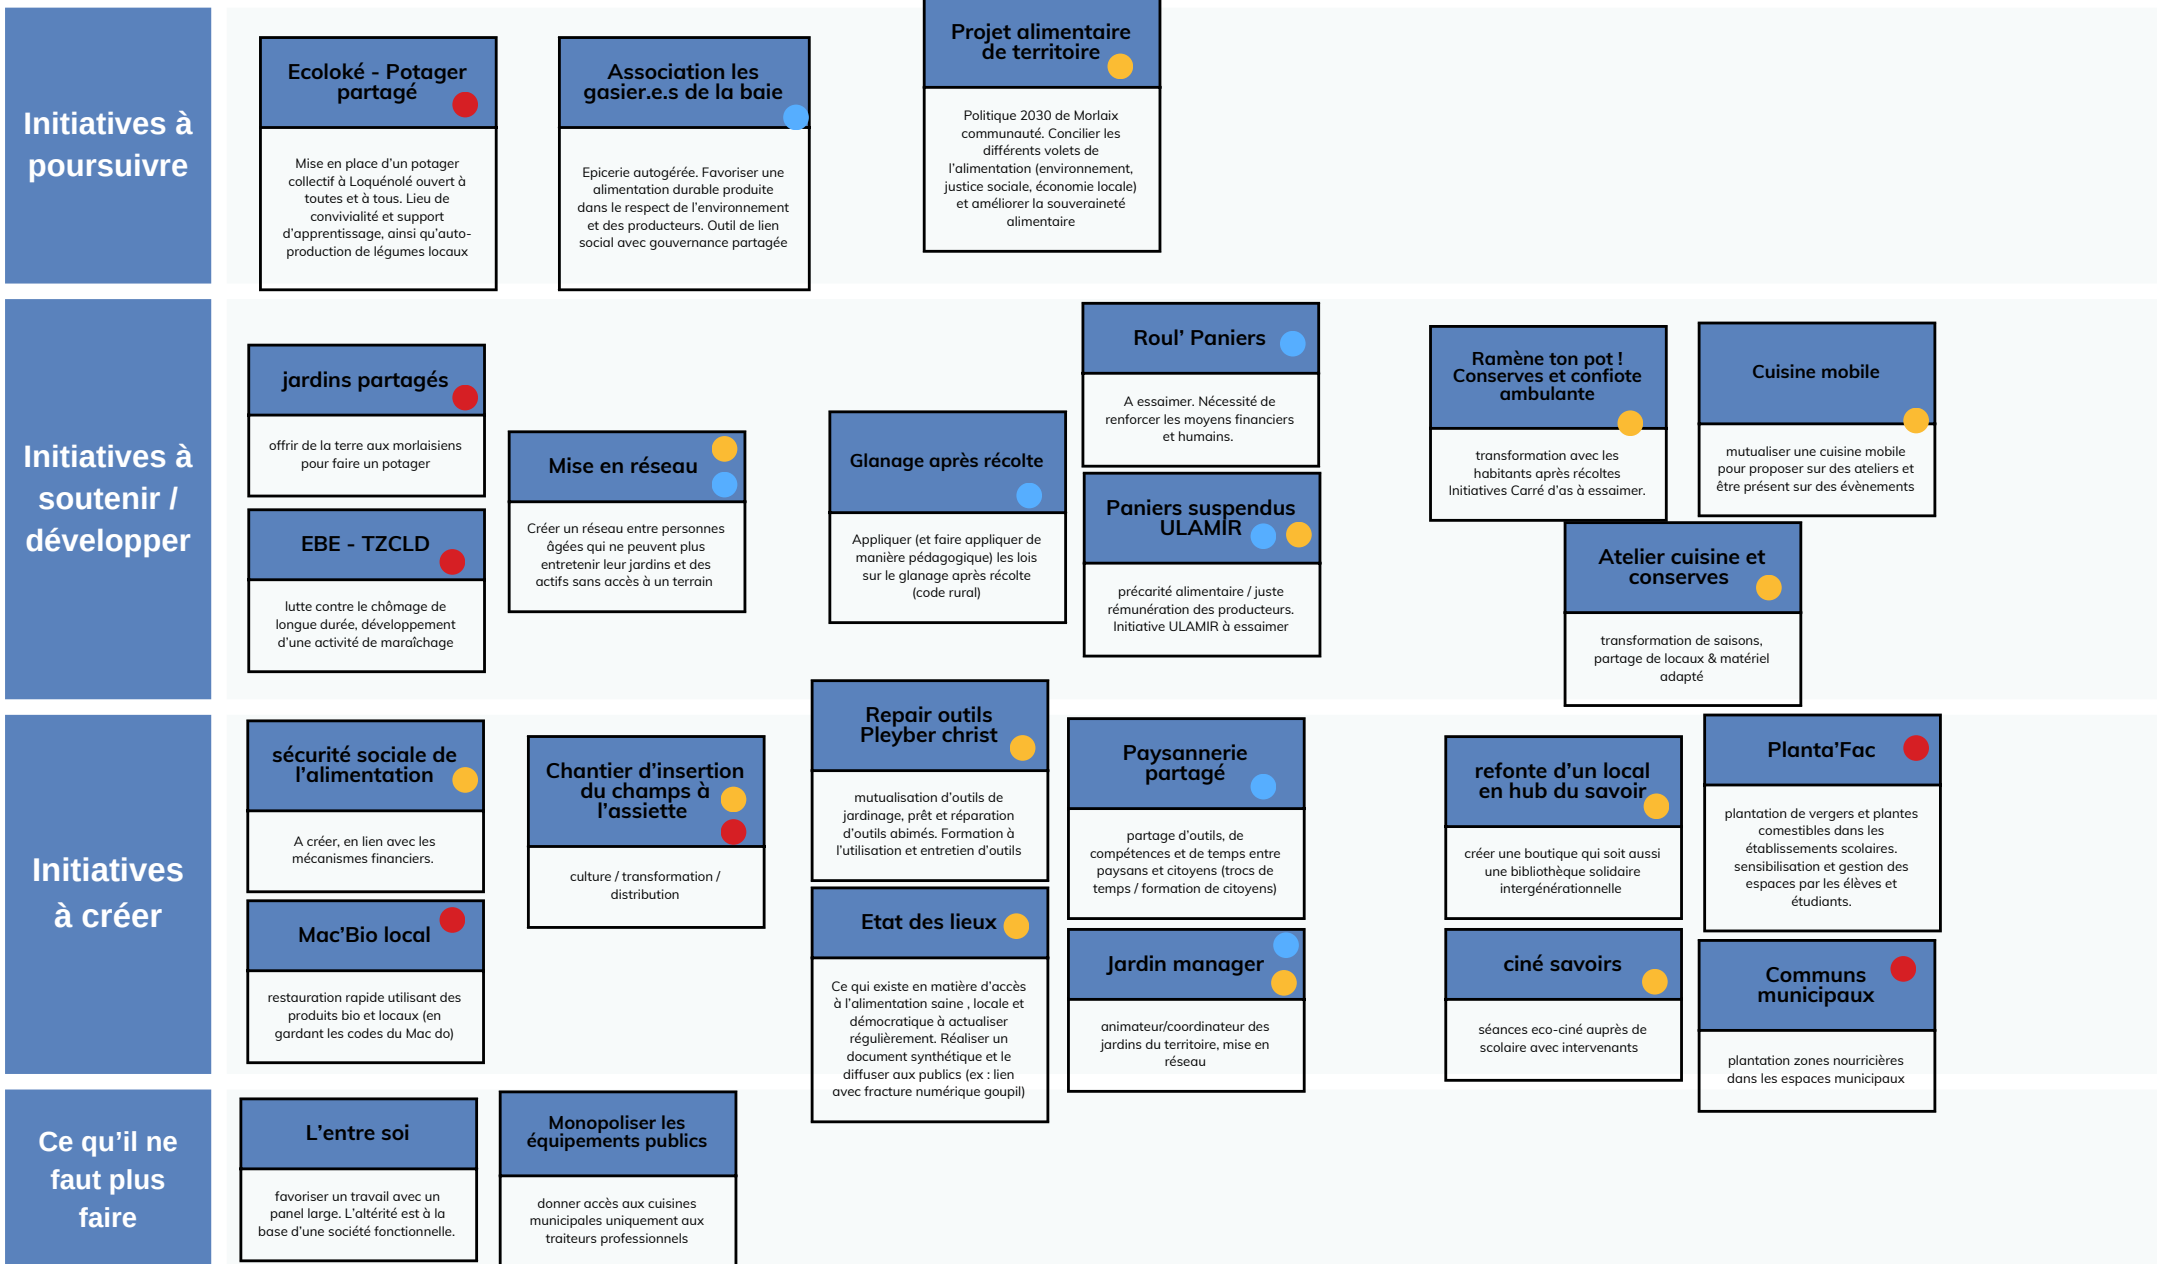 Initiatives à
poursuivre
Ecoloké - Potager
partagé
Mise en place d'un potager
collectif à Loquénolé ouvert à
toutes et à tous. Lieu de
convivialité et support
d'apprentissage, ainsi qu'auto-
production de légumes locaux
Association les
gasier.e.s de la baie
Epicerie autogérée. Favoriser une
alimentation durable produite
dans le respect de l'environnement
et des producteurs. Outil de lien
social avec gouvernance partagée
Projet alimentaire
de territoire
Politique 2030 de Morlaix
communauté. Concilier les
différents volets de
l'alimentation (environnement,
justice sociale, économie locale)
et améliorer la souveraineté
alimentaire
Initiatives à
soutenir /
développer
jardins partagés
offrir de la terre aux morlaisiens
pour faire un potager
EBE - TZCLD
lutte contre le chômage de
longue durée, développement
d'une activité de maraîchage
Mise en réseau
Créer un réseau entre personnes
âgées qui ne peuvent plus
entretenir leur jardins et des
actifs sans accès à un terrain
Glanage après récolte
Appliquer (et faire appliquer de
manière pédagogique) les lois
sur le glanage après récolte
(code rural)
Roul' Paniers
A essaimer. Nécessité de
renforcer les moyens financiers
et humains.
Paniers suspendus
ULAMIR
précarité alimentaire / juste
rémunération des producteurs.
Initiative ULAMIR à essaimer
Ramène ton pot !
Conserves et confiote
ambulante
transformation avec les
habitants après récoltes
Initiatives Carré d'as à essaimer.
Cuisine mobile
mutualiser une cuisine mobile
pour proposer sur des ateliers et
être présent sur des évènements
Atelier cuisine et
conserves
transformation de saisons,
partage de locaux & matériel
adapté
Initiatives
à créer
sécurité sociale de
l'alimentation
A créer, en lien avec les
mécanismes financiers.
Mac'Bio local
restauration rapide utilisant des
produits bio et locaux (en
gardant les codes du Mac do)
Chantier d'insertion
du champs à
l'assiette
culture / transformation /
distribution
Repair outils
Pleyber christ
mutualisation d'outils de
jardinage, prêt et réparation
d'outils abimés. Formation à
l'utilisation et entretien d'outils
Etat des lieux
Ce qui existe en matière d'accès
à l'alimentation saine , locale et
démocratique à actualiser
régulièrement. Réaliser un
document synthétique et le
diffuser aux publics (ex : lien
avec fracture numérique goupil)
Paysannerie
partagé
partage d'outils, de
compétences et de temps entre
paysans et citoyens (trocs de
temps / formation de citoyens)
Jardin manager
animateur/coordinateur des
jardins du territoire, mise en
réseau
refonte d'un local
en hub du savoir
créer une boutique qui soit aussi
une bibliothèque solidaire
intergénérationnelle
ciné savoirs
séances eco-ciné auprès de
scolaire avec intervenants
Planta'Fac
plantation de vergers et plantes
comestibles dans les
établissements scolaires.
sensibilisation et gestion des
espaces par les élèves et
étudiants.
Communs
municipaux
plantation zones nourricières
dans les espaces municipaux
Ce qu'il ne
faut plus
faire
L'entre soi
favoriser un travail avec un
panel large. L'altérité est à la
base d'une société fonctionnelle.
Monopoliser les
équipements publics
donner accès aux cuisines
municipales uniquement aux
traiteurs professionnels